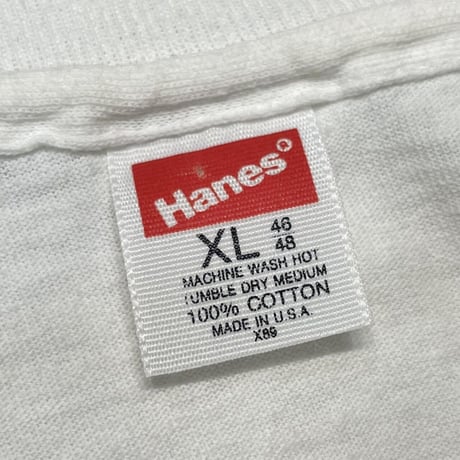 Hanes®
XL 46
48
MACHINE WASH HOT
TUMBLE DRY MEDIUM
100% COTTON
MADE IN U.S.A.
X89